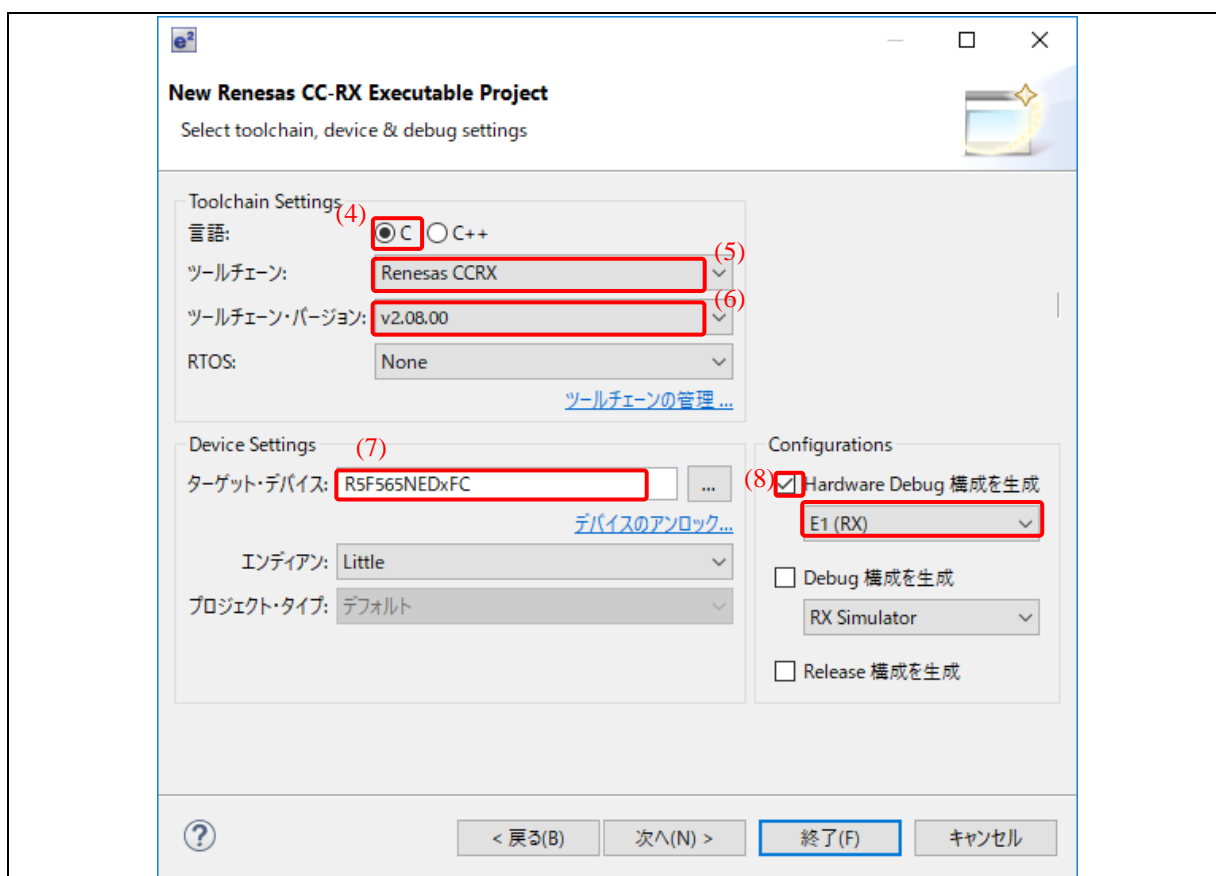 e²
New Renesas CC-RX Executable Project
Select toolchain, device & debug settings
Toolchain Settings
(4)
言語: C C++
(5)
ツールチェーン: Renesas CCRX
(6)
ツールチェーン・バージョン: v2.08.00
RTOS: None
ツールチェーンの管理 ...
Device Settings
(7)
ターゲット・デバイス: R5F565NEDxFC ...
デバイスのアンロック...
エンディアン: Little
プロジェクト・タイプ: デフォルト
Configurations
(8) Hardware Debug 構成を生成
E1 (RX)
Debug 構成を生成
RX Simulator
Release 構成を生成
? < 戻る(B) 次へ(N) > 終了(F) キャンセル